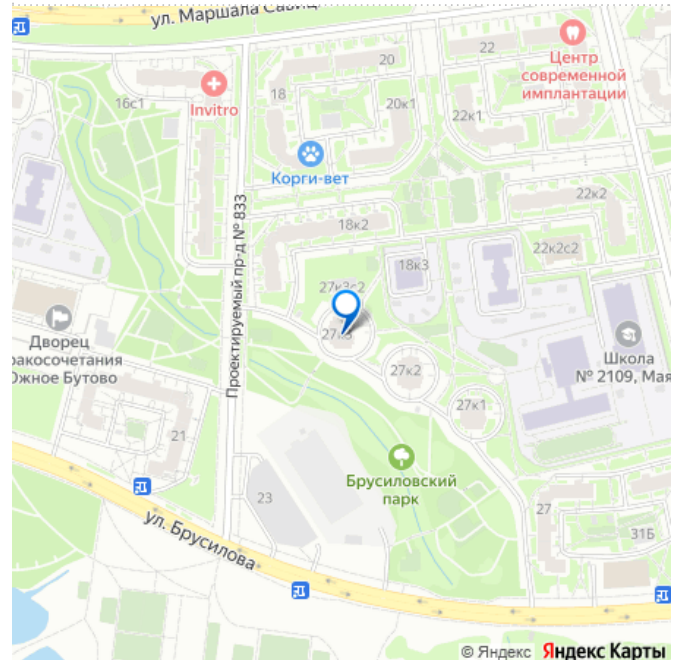 ул. Маршала Савиц
22
20
Центр
современной
имплантации
16с1
Invitro
18
20к1
22к1
Корги-вет
22к2
18к2
22к2с2
18к3
Проектируемый пр-д № 833
27к3с2
27к3
Дворец
ракосочетания
Южное Бутово
Школа
№ 2109, Мая
27к2
27к1
21
Брусиловский
парк
23
27
31Б
ул. Брусилова
© Яндекс Яндекс Карты